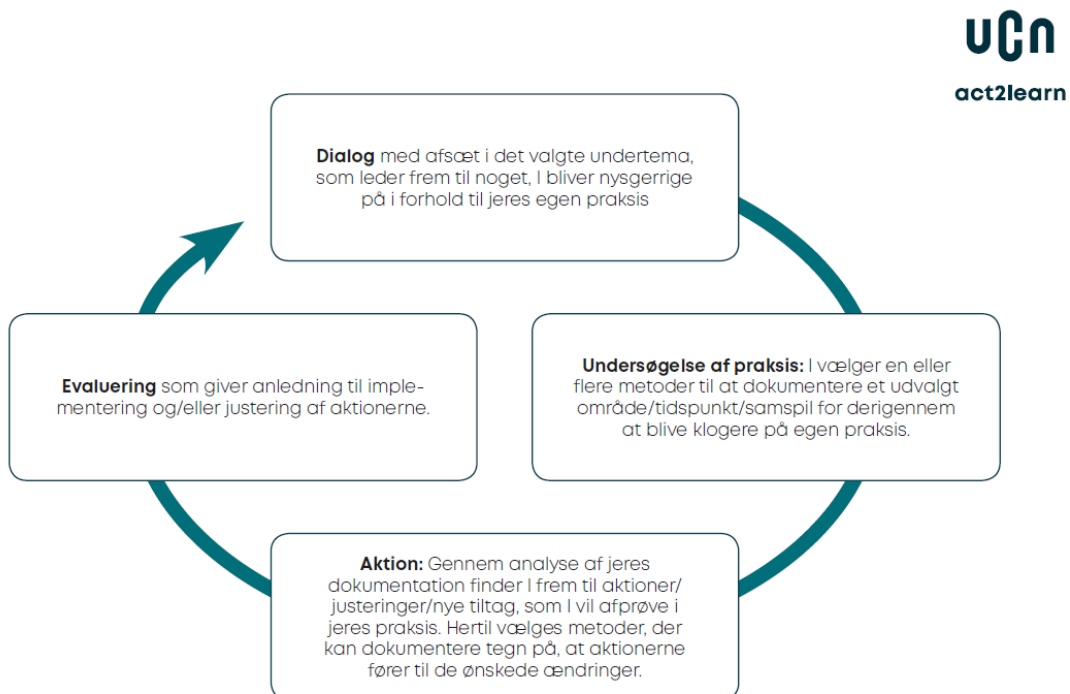 ucn
act2learn
Dialog med afsæt i det valgte undertema,
som leder frem til noget, I bliver nysgerrige
på i forhold til jeres egen praksis
Undersøgelse af praksis: I vælger en eller
flere metoder til at dokumentere et udvalgt
område/tidspunkt/samspil for derigennem
at blive klogere på egen praksis.
Aktion: Gennem analyse af jeres
dokumentation finder I frem til aktioner/
justeringer/nye tiltag, som I vil afprøve i
jeres praksis. Hertil vælges metoder, der
kan dokumentere tegn på, at aktionerne
fører til de ønskede ændringer.
Evaluering som giver anledning til imple-
mentering og/eller justering af aktionerne.